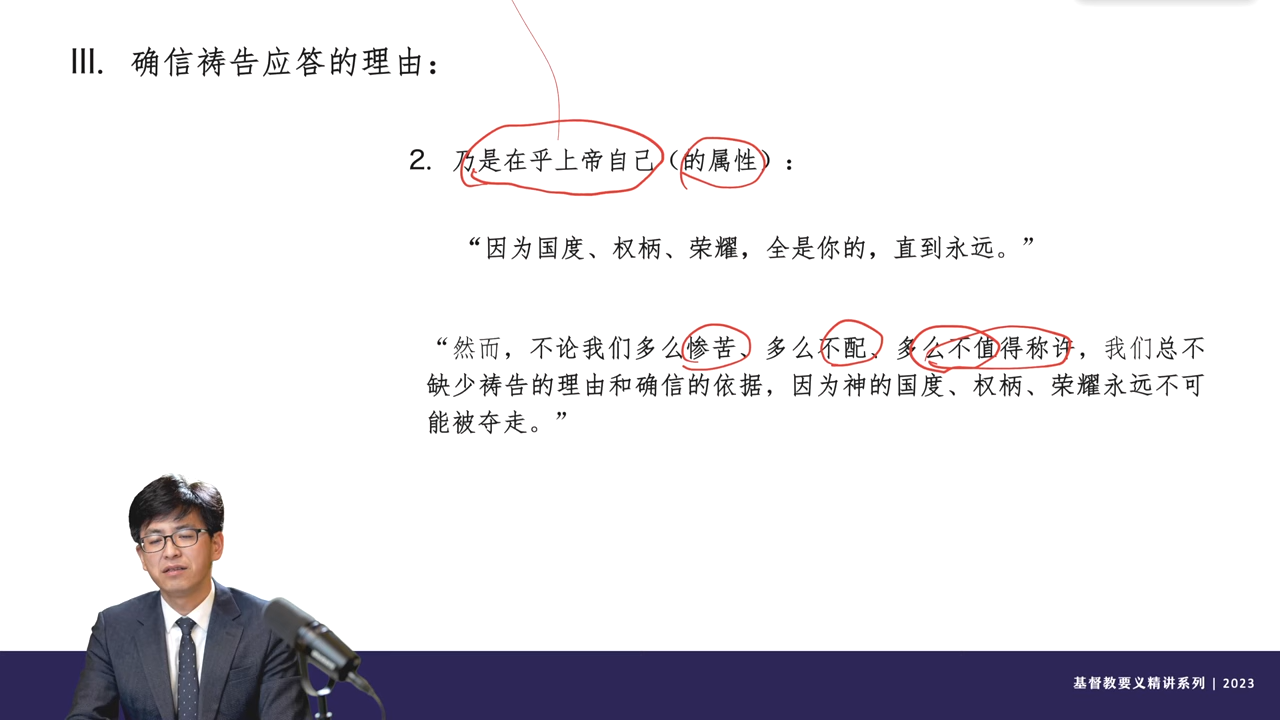 III. 确信祷告应答的理由：
2. 乃是在乎上帝自己（的属性）：
“因为国度、权柄、荣耀，全是你的，直到永远。”
“然而，不论我们多么惨苦、多么不配、多么不值得称许，我们总不
缺少祷告的理由和确信的依据，因为神的国度、权柄、荣耀永远不可
能被夺走。”
基督教要义精讲系列 | 2023